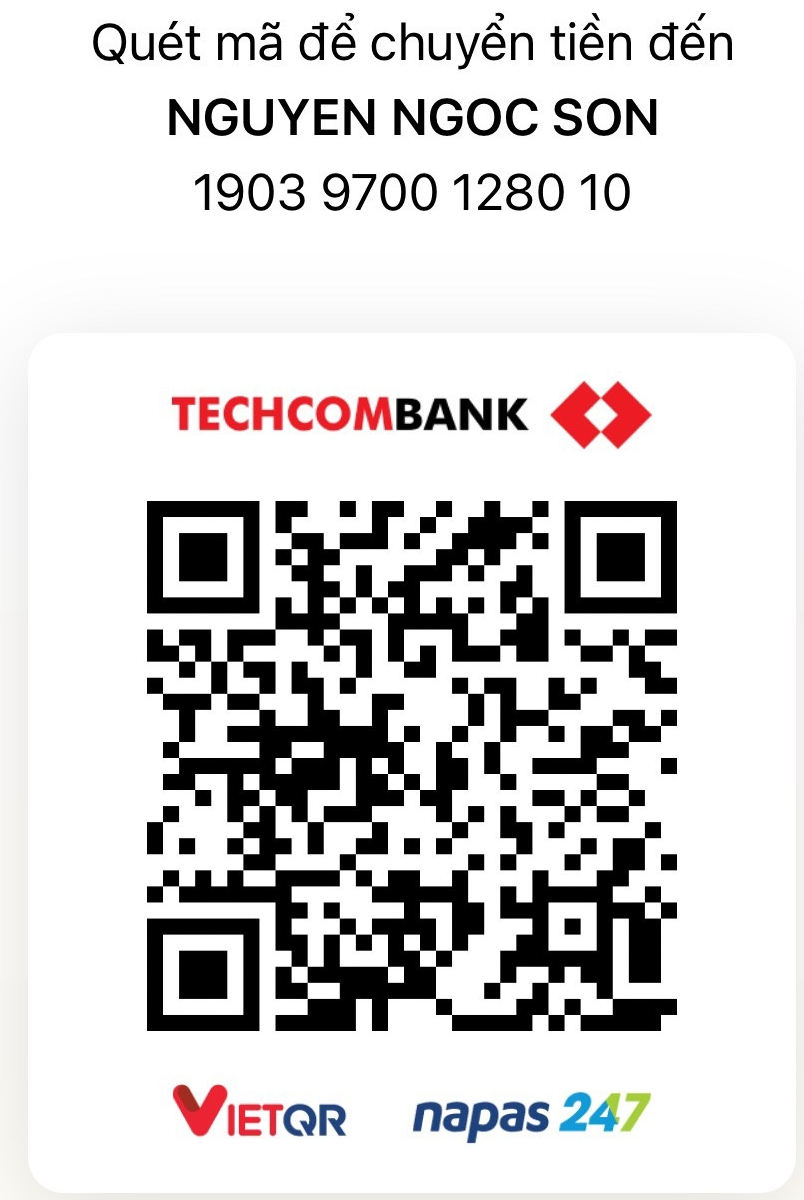 Quét mã để chuyển tiền đến
NGUYEN NGOC SON
1903 9700 1280 10
TECHCOMBANK
VIETQR
napas 247